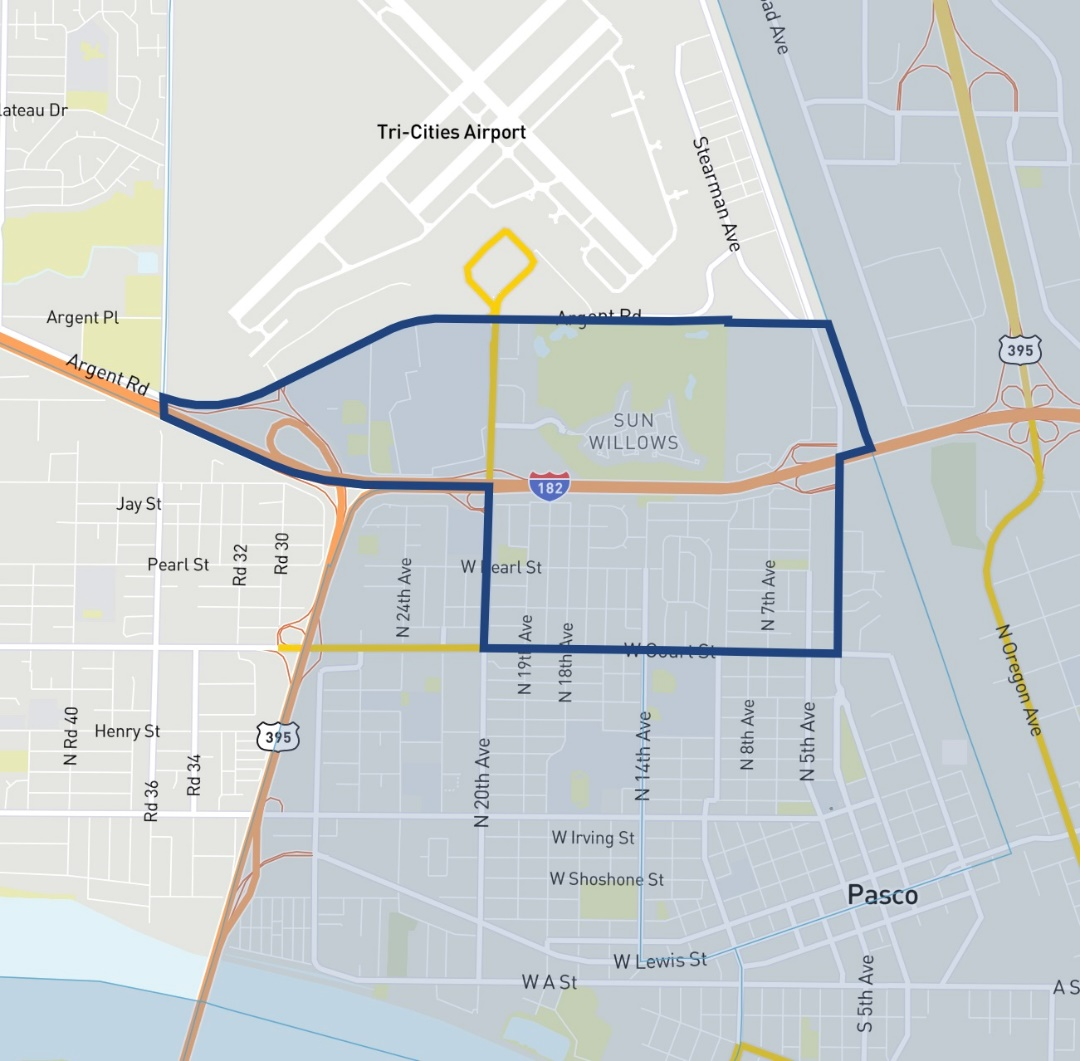 oad Ave
lateau Dr
Tri-Cities Airport
Stearman Ave
Argent Pl
Argent Rd
395
Argent Rd
SUN
WILLOWS
182
Jay St
Pearl St
Rd 32
Rd 30
N 24th Ave
W Pearl St
N 7th Ave
N 19th Ave
N 18th Ave
W Court St
N Oregon Ave
N Rd 40
Henry St
Rd 36
Rd 34
395
N 20th Ave
N 14th Ave
N 8th Ave
N 5th Ave
W Irving St
W Shoshone St
Pasco
W Lewis St
W A St
S 5th Ave
A S